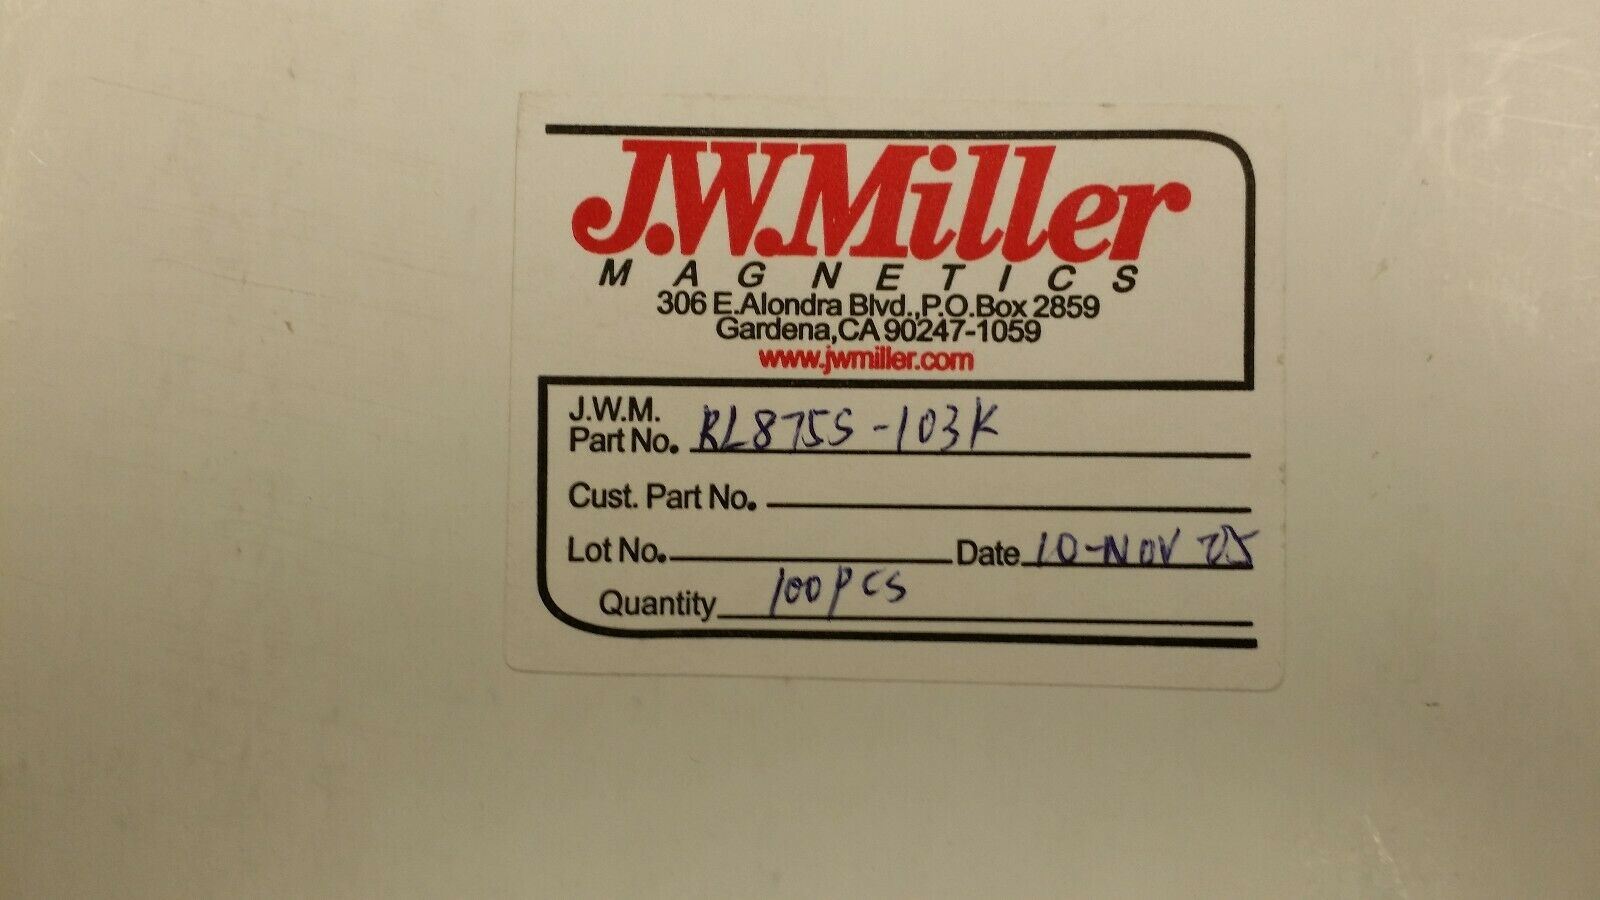 J.W.Miller
MAGNETICS
306 E.Alondra Blvd.,P.O.Box 2859
Gardena,CA 90247-1059
www.jwmiller.com
J.W.M.
Part No. RL875S-103K
Cust. Part No.
Lot No. Date 10-NOV 05
Quantity 100pcs